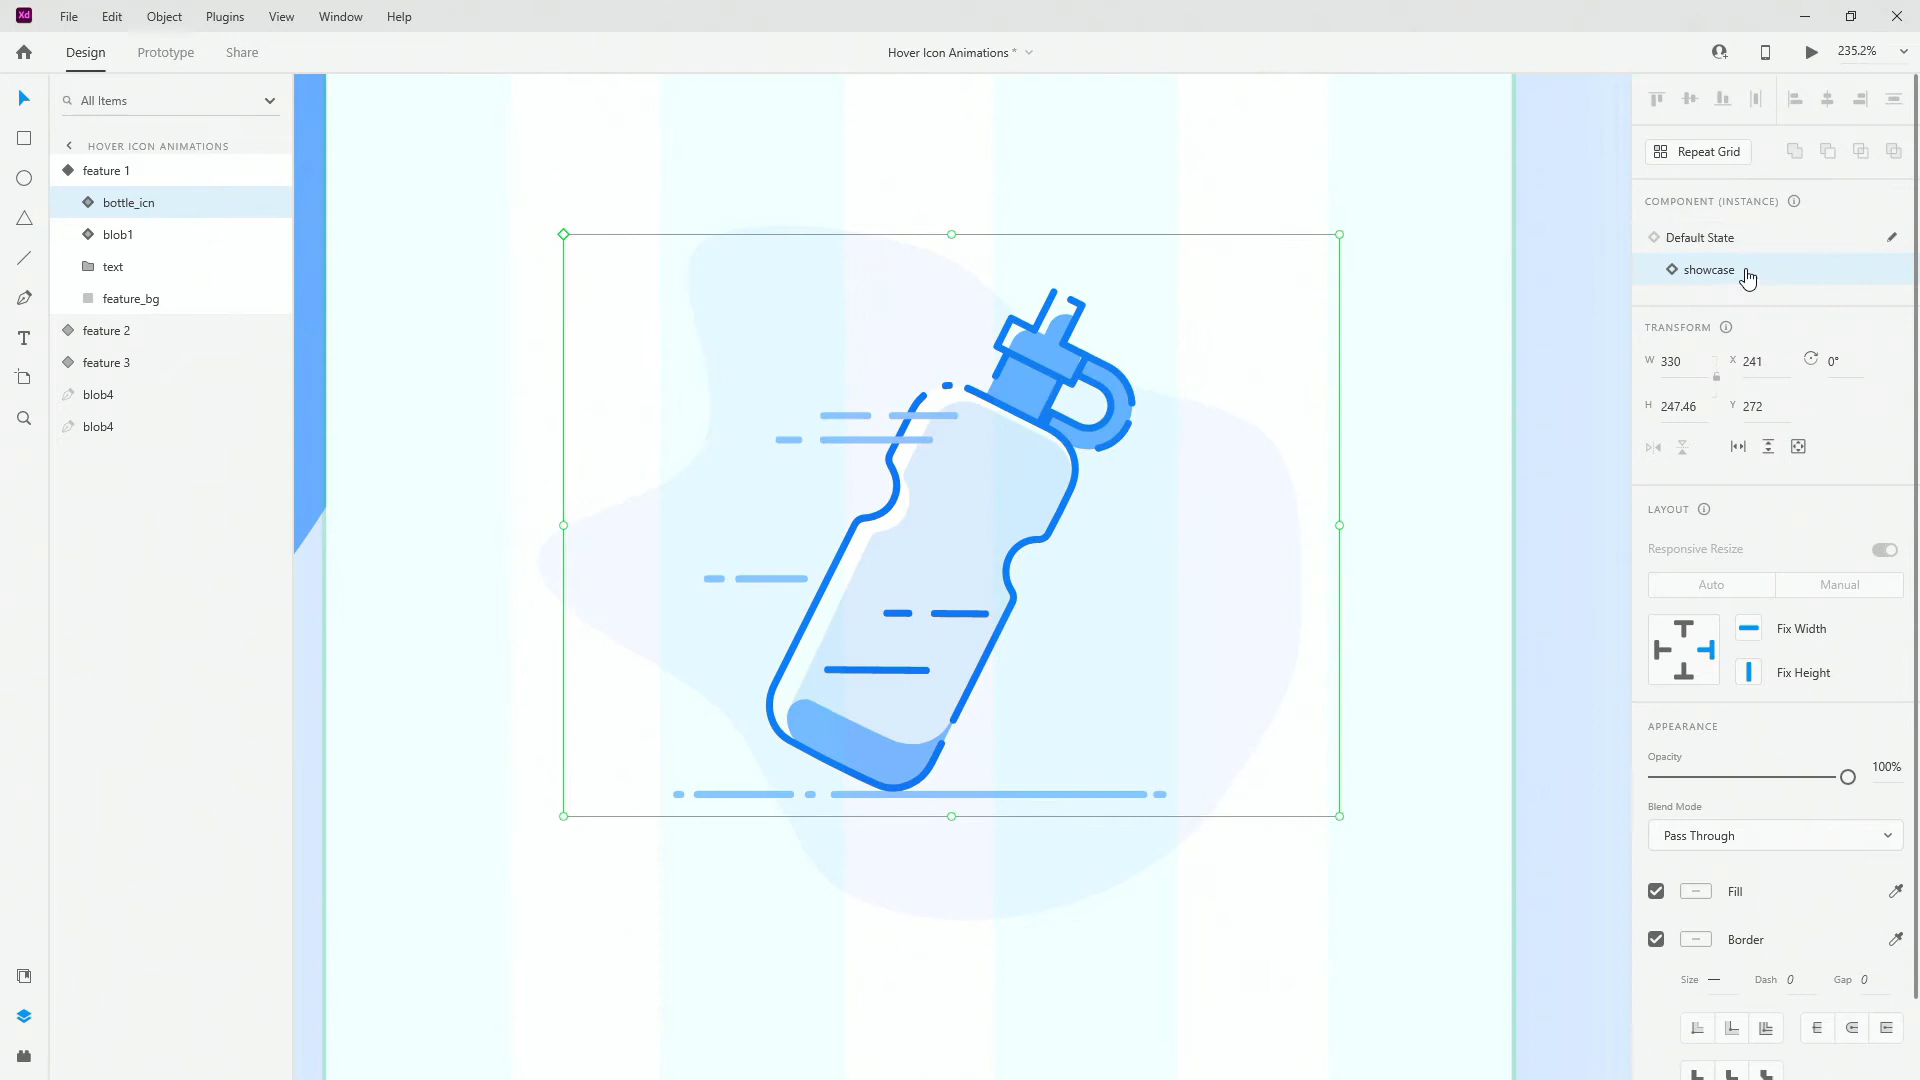 Xd File Edit Object Plugins View Window Help
Design Prototype Share Hover Icon Animations * 235.2%
All Items
HOVER ICON ANIMATIONS
feature 1
bottle_icn
blob1
text
feature_bg
feature 2
feature 3
blob4
blob4
Repeat Grid
COMPONENT (INSTANCE)
Default State
showcase
TRANSFORM
W 330 X 241 0°
H 247.46 Y 272
LAYOUT
Responsive Resize
Auto Manual
Fix Width
Fix Height
APPEARANCE
Opacity
100%
Blend Mode
Pass Through
Fill
Border
Size — Dash 0 Gap 0